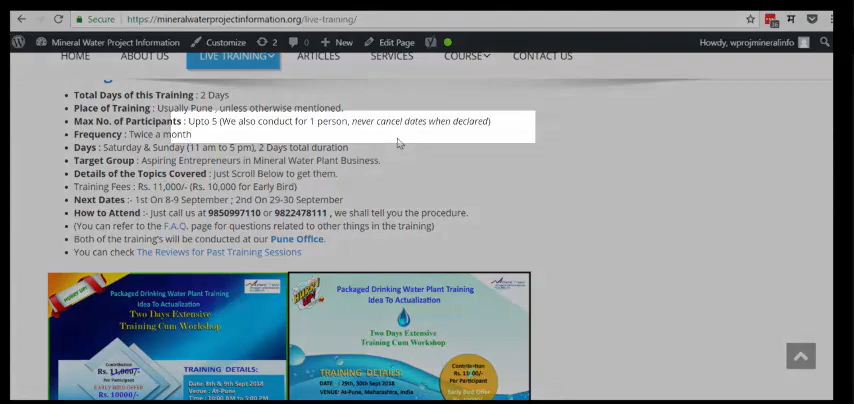 Secure https://mineralwaterprojectinformation.org/live-training/
Mineral Water Project Information Customize 2 0 New Edit Page Howdy, wprojmineralinfo
HOME ABOUT US LIVE TRAINING ARTICLES SERVICES COURSE CONTACT US
Total Days of this Training : 2 Days
Place of Training : Usually Pune , unless otherwise mentioned.
Max No. of Participants : Upto 5 (We also conduct for 1 person, never cancel dates when declared)
Frequency : Twice a month
Days : Saturday & Sunday (11 am to 5 pm), 2 Days total duration
Target Group : Aspiring Entrepreneurs in Mineral Water Plant Business.
Details of the Topics Covered : Just Scroll Below to get them.
Training Fees : Rs. 11,000/- (Rs. 10,000 for Early Bird)
Next Dates :- 1st On 8-9 September ; 2nd On 29-30 September
How to Attend :- Just call us at 9850997110 or 9822478111 , we shall tell you the procedure.
(You can refer to the F.A.Q. page for questions related to other things in the training)
Both of the training's will be conducted at our Pune Office.
You can check The Reviews for Past Training Sessions
HURRY UP!
Packaged Drinking Water Plant Training
Idea To Actualization
Two Days Extensive
Training Cum Workshop
Contribution
Rs. 11,000/-
Per Participant
EARLY BIRD OFFER
Rs. 10000/-
TRAINING DETAILS:
Date : 8th & 9th Sept 2018
Venue : At-Pune
Time : 10:00 AM to 5:00 PM
Packaged Drinking Water Plant Training
Idea To Actualization
Two Days Extensive
Training Cum Workshop
TRAINING DETAILS:
DATE : 29th, 30th Sept 2018
VENUE: At Pune, Maharashtra, India
Contribution
Per Participant
Early Bird Offer